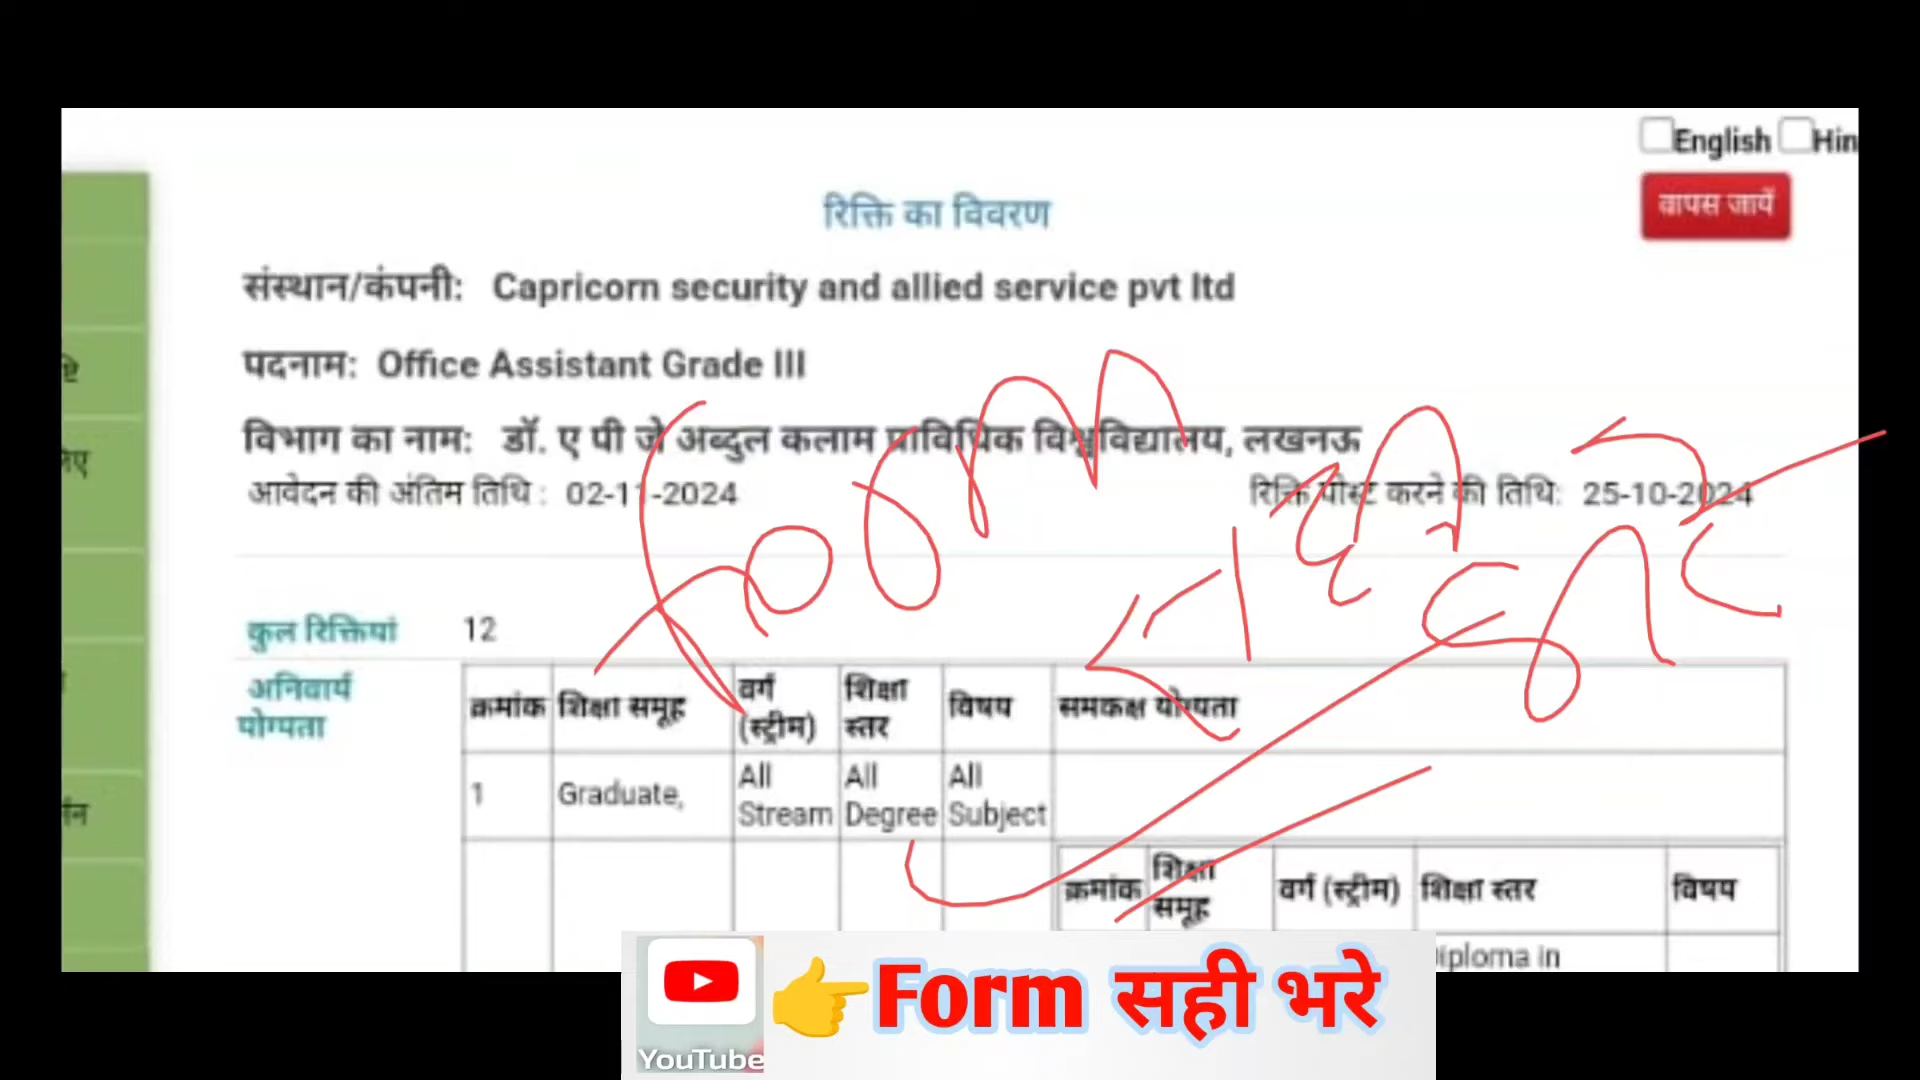 English Hin
वापस जायें
रिक्ति का विवरण
संस्थान/कंपनी: Capricorn security and allied service pvt ltd
पदनाम: Office Assistant Grade III
विभाग का नाम: डॉ. ए पी जे अब्दुल कलाम प्राविधिक विश्वविद्यालय, लखनऊ
आवेदन की अंतिम तिथि : 02-11-2024 रिक्ति पोस्ट करने की तिथि: 25-10-2024
कुल रिक्तियां 12
अनिवार्य योग्यता
क्रमांक शिक्षा समूह वर्ग (स्ट्रीम) शिक्षा स्तर विषय समकक्ष योग्यता
1 Graduate, All Stream All Degree All Subject
क्रमांक शिक्षा समूह वर्ग (स्ट्रीम) शिक्षा स्तर विषय
Diploma in
form
YouTube
👉Form सही भरे